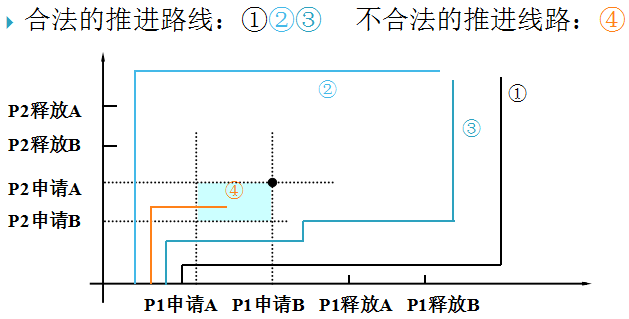 合法的推进路线：①②③ 不合法的推进线路：④
②
①
P2释放A
③
P2释放B
P2申请A
④
P2申请B
P1申请A P1申请B P1释放A P1释放B